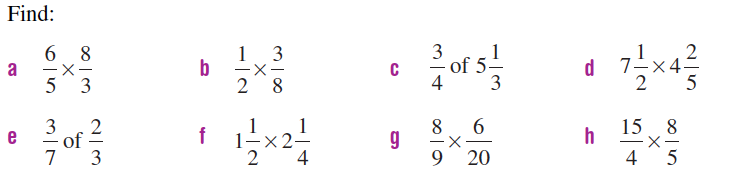 Find:
a 6/5 × 8/3 b 1/2 × 3/8 c 3/4 of 5 1/3 d 7 1/2 × 4 2/5
e 3/7 of 2/3 f 1 1/2 × 2 1/4 g 8/9 × 6/20 h 15/4 × 8/5